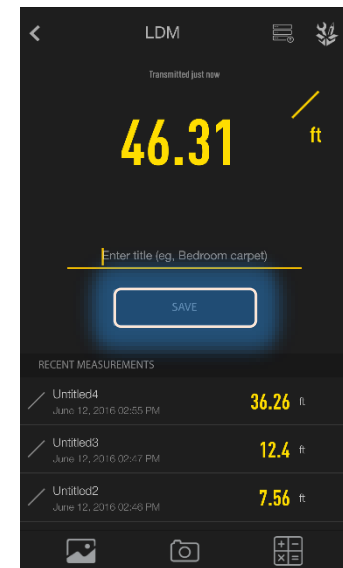 LDM
Transmitted just now
46.31
ft
Enter title (eg, Bedroom carpet)
SAVE
RECENT MEASUREMENTS
Untitled4
36.26 ft
June 12, 2016 02:55 PM
Untitled3
12.4 ft
June 12, 2016 02:47 PM
Untitled2
7.56 ft
June 12, 2016 02:46 PM